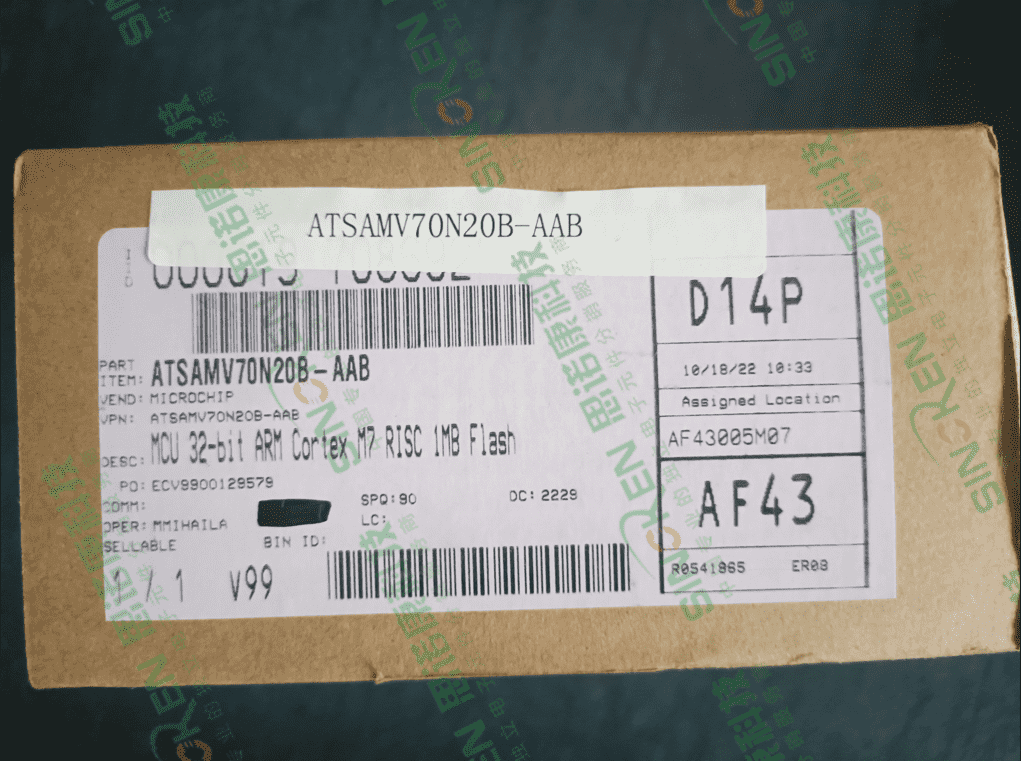 ATSAMV70N20B-AAB
PART
ITEM: ATSAMV70N20B-AAB
VEND: MICROCHIP
VPN: ATSAMV70N20B-AAB
DESC: MCU 32-bit ARM Cortex M7 RISC 1MB Flash
PO: ECV9900129579
COMM:
OPER: MMIHAILA
SELLABLE
SPQ: 90
DC: 2229
LC:
BIN ID:
1 / 1 V99
D14P
10/18/22 10:33
Assigned Location
AF43005M07
AF43
R0541865 ER08